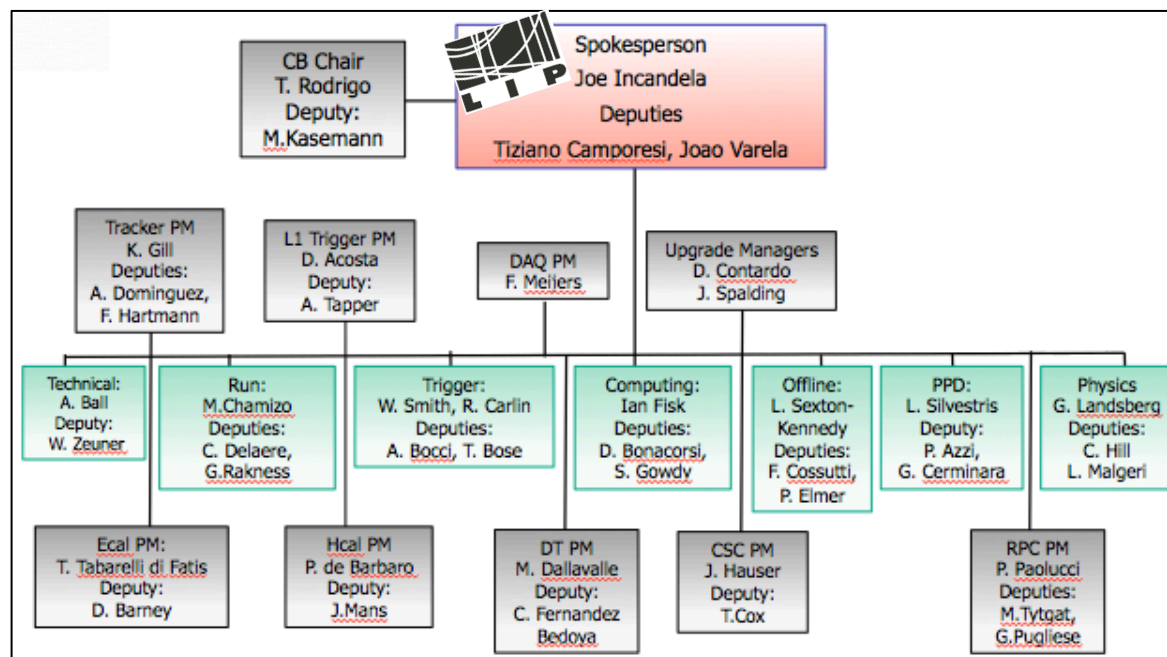 CB Chair
T. Rodrigo
Deputy:
M.Kasemann
LIP
Spokesperson
Joe Incandela
Deputies
Tiziano Camporesi, Joao Varela
Tracker PM
K. Gill
Deputies:
A. Dominguez,
F. Hartmann
L1 Trigger PM
D. Acosta
Deputy:
A. Tapper
DAQ PM
F. Meijers
Upgrade Managers
D. Contardo
J. Spalding
Technical:
A. Ball
Deputy:
W. Zeuner
Run:
M.Chamizo
Deputies:
C. Delaere,
G.Rakness
Trigger:
W. Smith, R. Carlin
Deputies:
A. Bocci, T. Bose
Computing:
Ian Fisk
Deputies:
D. Bonacorsi,
S. Gowdy
Offline:
L. Sexton-
Kennedy
Deputies:
F. Cossutti,
P. Elmer
PPD:
L. Silvestris
Deputy:
P. Azzi,
G. Cerminara
Physics
G. Landsberg
Deputies:
C. Hill
L. Malgeri
Ecal PM:
T. Tabarelli di Fatis
Deputy:
D. Barney
Hcal PM
P. de Barbaro
Deputy:
J.Mans
DT PM
M. Dallavalle
Deputy:
C. Fernandez
Bedoya
CSC PM
J. Hauser
Deputy:
T.Cox
RPC PM
P. Paolucci
Deputies:
M.Tytgat,
G.Pugliese